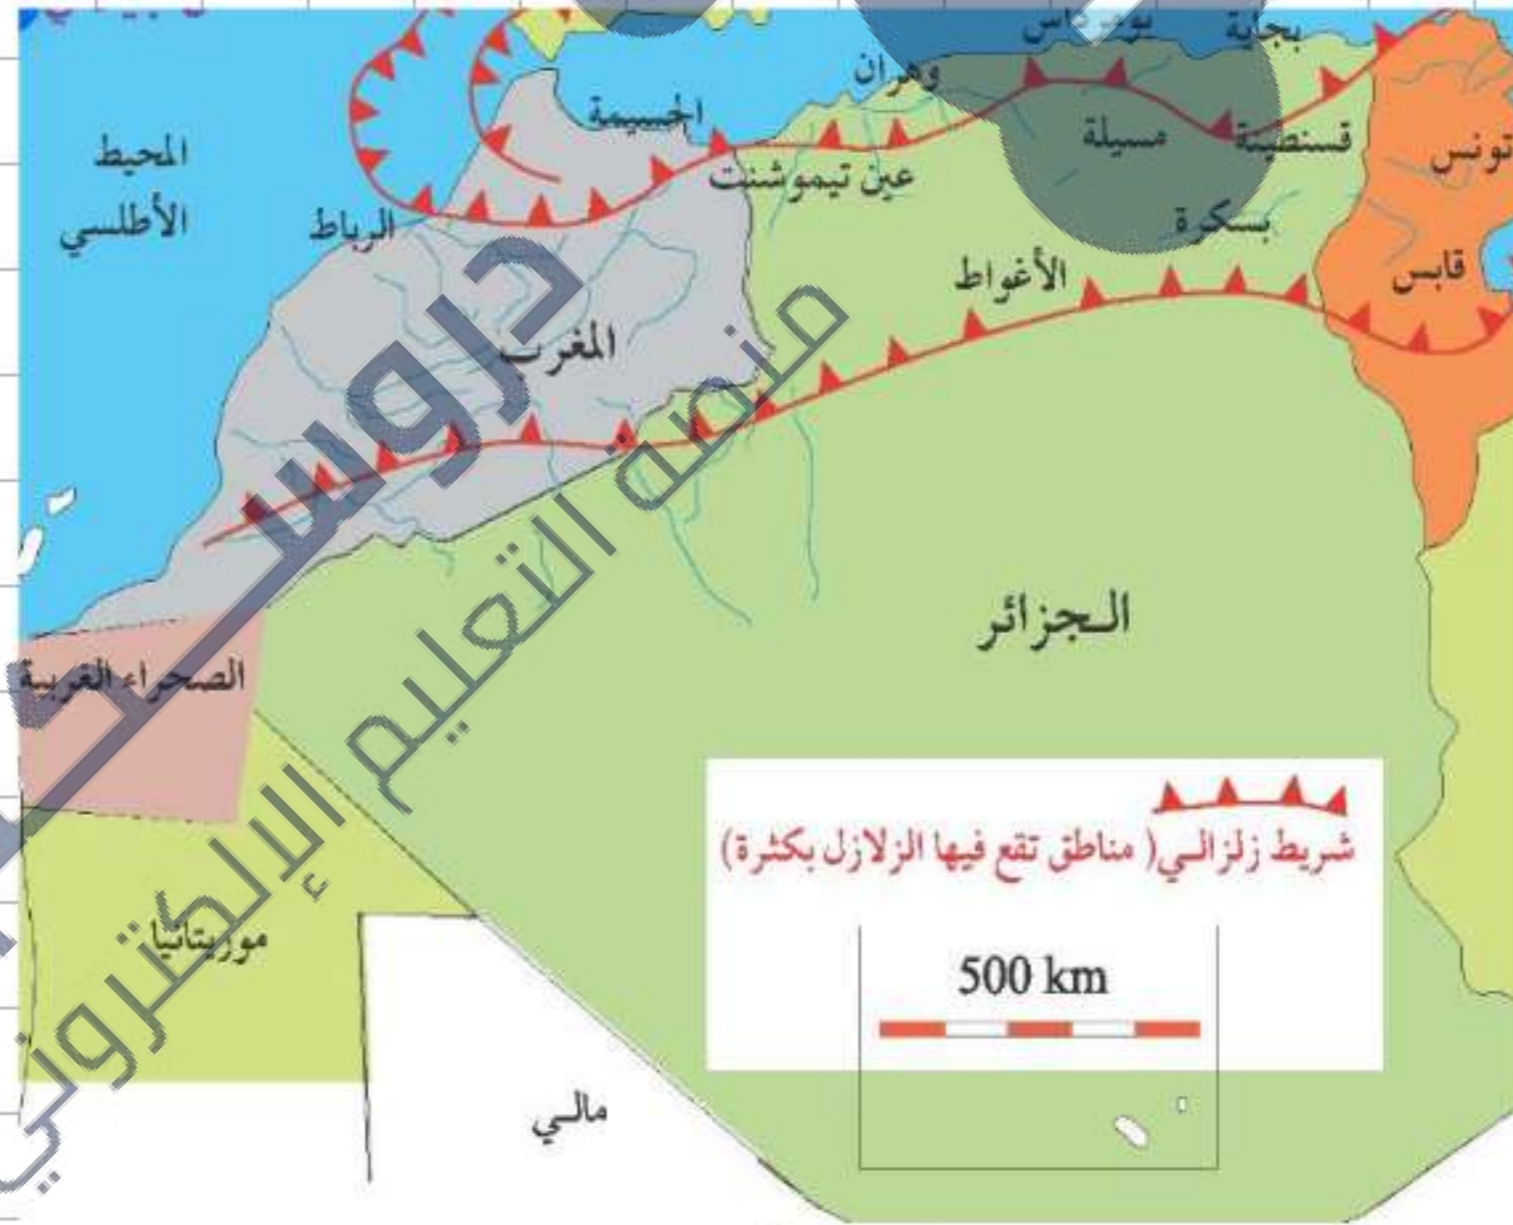 بجاية
وهران
الحسيمة
مسيلة
قسنطينة
تونس
المحيط
الأطلسي
عين تيموشنت
الرباط
بسكرة
الأغواط
قابس
المغرب
الجزائر
الصحراء الغربية
شريط زلزالي( مناطق تقع فيها الزلازل بكثرة)
500 km
موريتانيا
مالي
دروس
منصة التعليم الإلكتروني